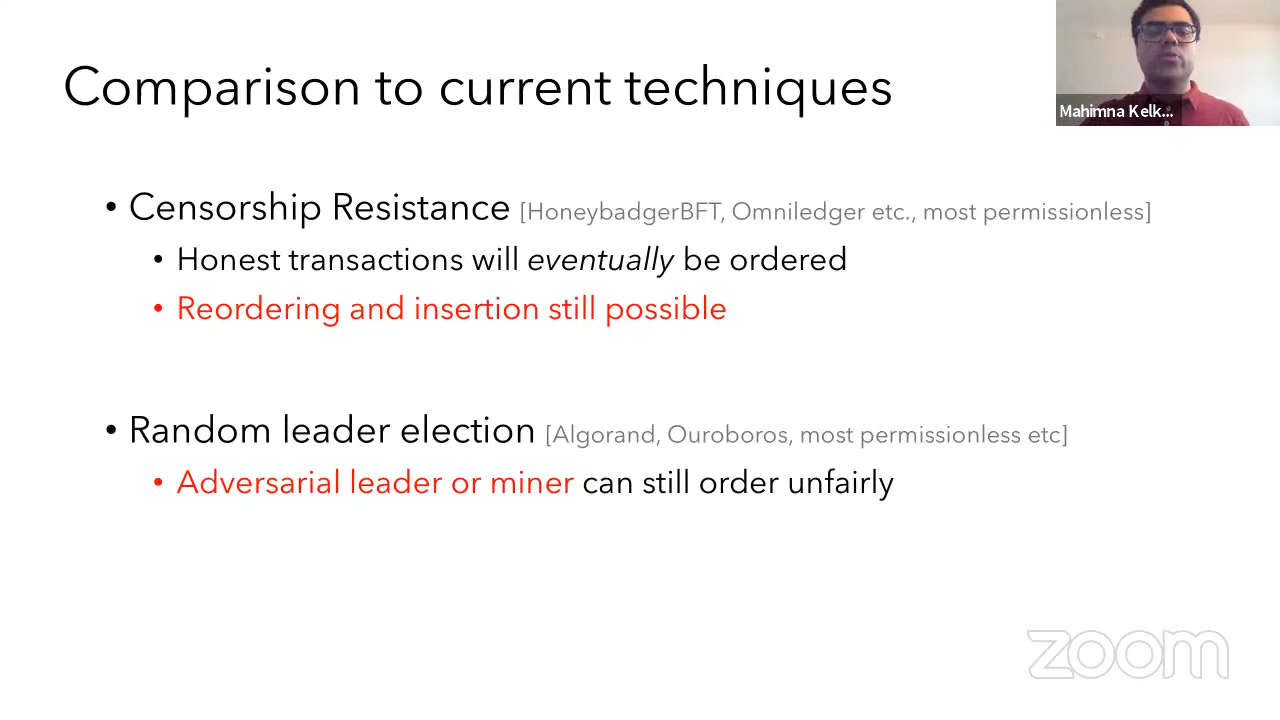 Comparison to current techniques
Mahimna Kelk...
• Censorship Resistance [HoneybadgerBFT, Omniledger etc., most permissionless]
• Honest transactions will eventually be ordered
• Reordering and insertion still possible
• Random leader election [Algorand, Ouroboros, most permissionless etc]
• Adversarial leader or miner can still order unfairly
zoom